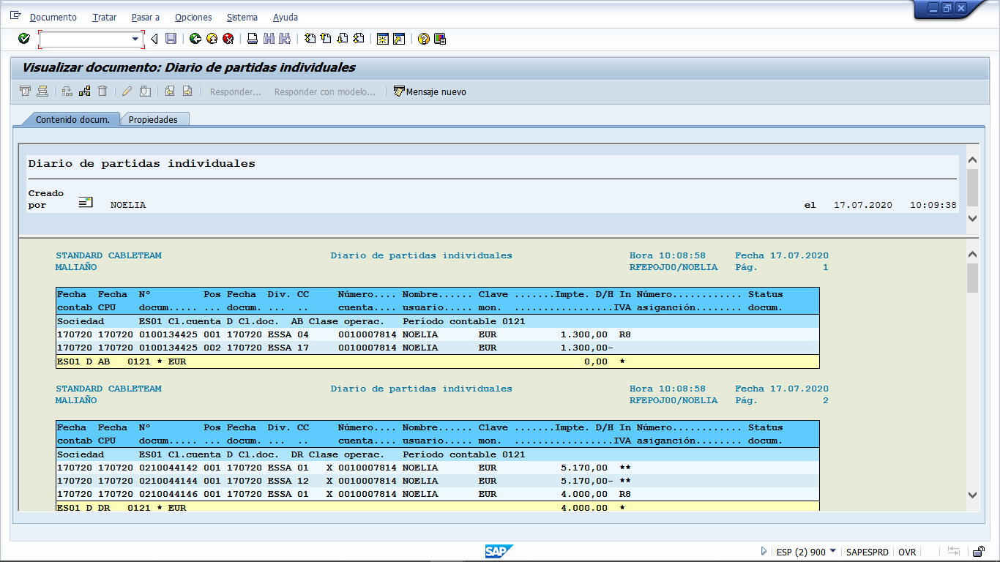 Documento Tratar Pasar a Opciones Sistema Ayuda
Visualizar documento: Diario de partidas individuales
Responder... Responder con modelo... Mensaje nuevo
Contenido docum. Propiedades
Diario de partidas individuales
Creado
por NOELIA el 17.07.2020 10:09:38
STANDARD CABLETEAM Diario de partidas individuales Hora 10:08:58 Fecha 17.07.2020
MALIAÑO RFEPOJ00/NOELIA Pág. 1
Fecha Fecha Nº Pos Fecha Div. CC Número.... Nombre...... Clave .......Impte. D/H In Número............ Status
contab CPU docum..... ... docum. ... .. cuenta.... usuario..... mon. .................IVA asiganción........ docum.
Sociedad ES01 Cl.cuenta D Cl.doc. AB Clase operac. Período contable 0121
170720 170720 0100134425 001 170720 ESSA 04 0010007814 NOELIA EUR 1.300,00 R8
170720 170720 0100134425 002 170720 ESSA 17 0010007814 NOELIA EUR 1.300,00-
ES01 D AB 0121 * EUR 0,00 *
STANDARD CABLETEAM Diario de partidas individuales Hora 10:08:58 Fecha 17.07.2020
MALIAÑO RFEPOJ00/NOELIA Pág. 2
Fecha Fecha Nº Pos Fecha Div. CC Número.... Nombre...... Clave .......Impte. D/H In Número............ Status
contab CPU docum..... ... docum. ... .. cuenta.... usuario..... mon. .................IVA asiganción........ docum.
Sociedad ES01 Cl.cuenta D Cl.doc. DR Clase operac. Período contable 0121
170720 170720 0210044142 001 170720 ESSA 01 X 0010007814 NOELIA EUR 5.170,00 **
170720 170720 0210044144 001 170720 ESSA 12 X 0010007814 NOELIA EUR 5.170,00- **
170720 170720 0210044146 001 170720 ESSA 01 X 0010007814 NOELIA EUR 4.000,00 R8
ES01 D DR 0121 * EUR 4.000,00 *
SAP ESP (2) 900 SAPESPRD OVR